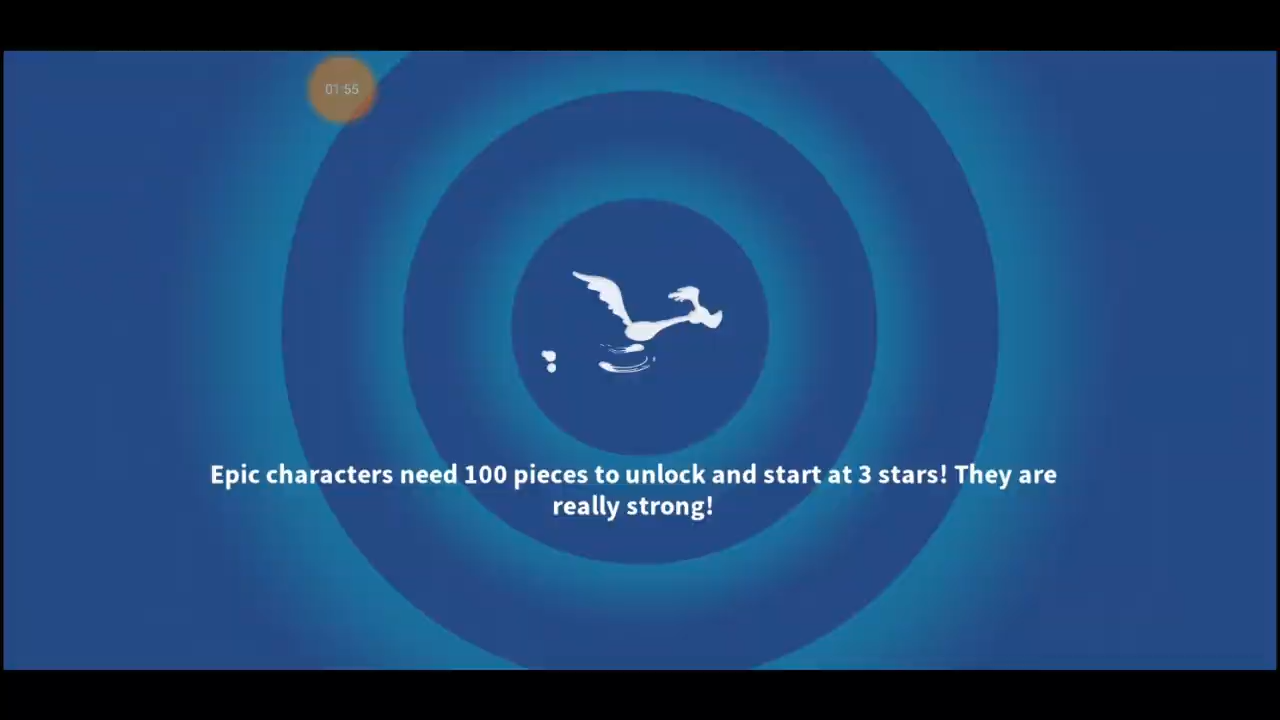 01:55
Epic characters need 100 pieces to unlock and start at 3 stars! They are
really strong!